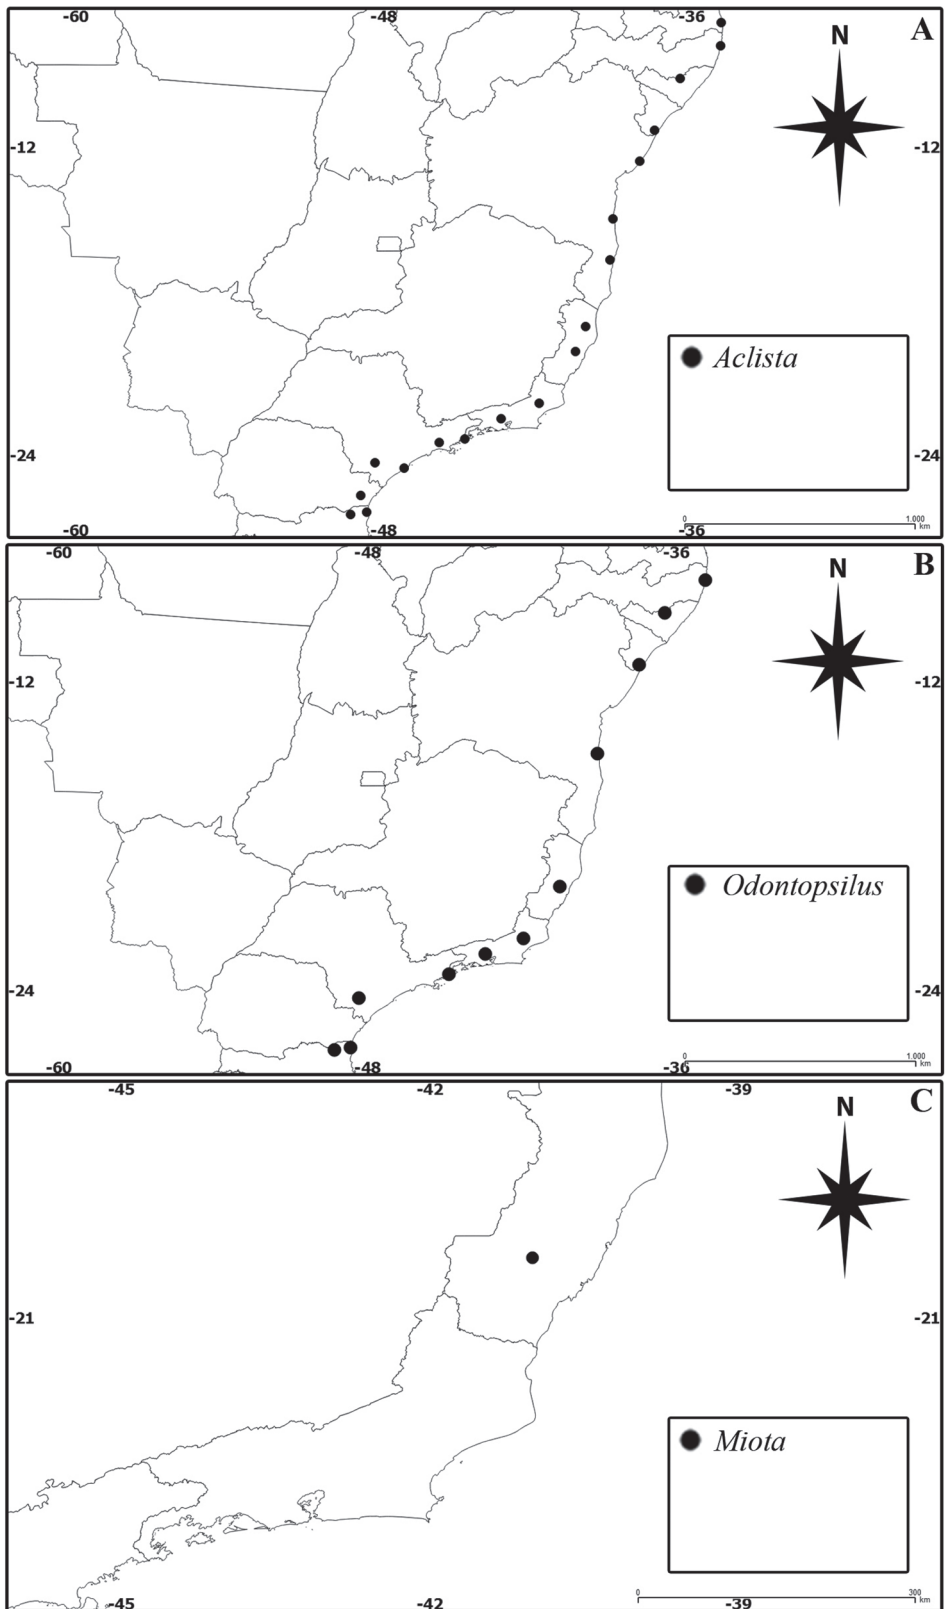 -60 -48 -36 A
N
-12 -12
Aclista
-24 -24
0 1.000
km
-60 -48 -36
-60 -48 -36 B
N
-12 -12
Odontopsilus
-24 -24
0 1.000
km
-60 -48 -36
-45 -42 -39 C
N
-21 -21
Miota
0 300
km
-45 -42 -39